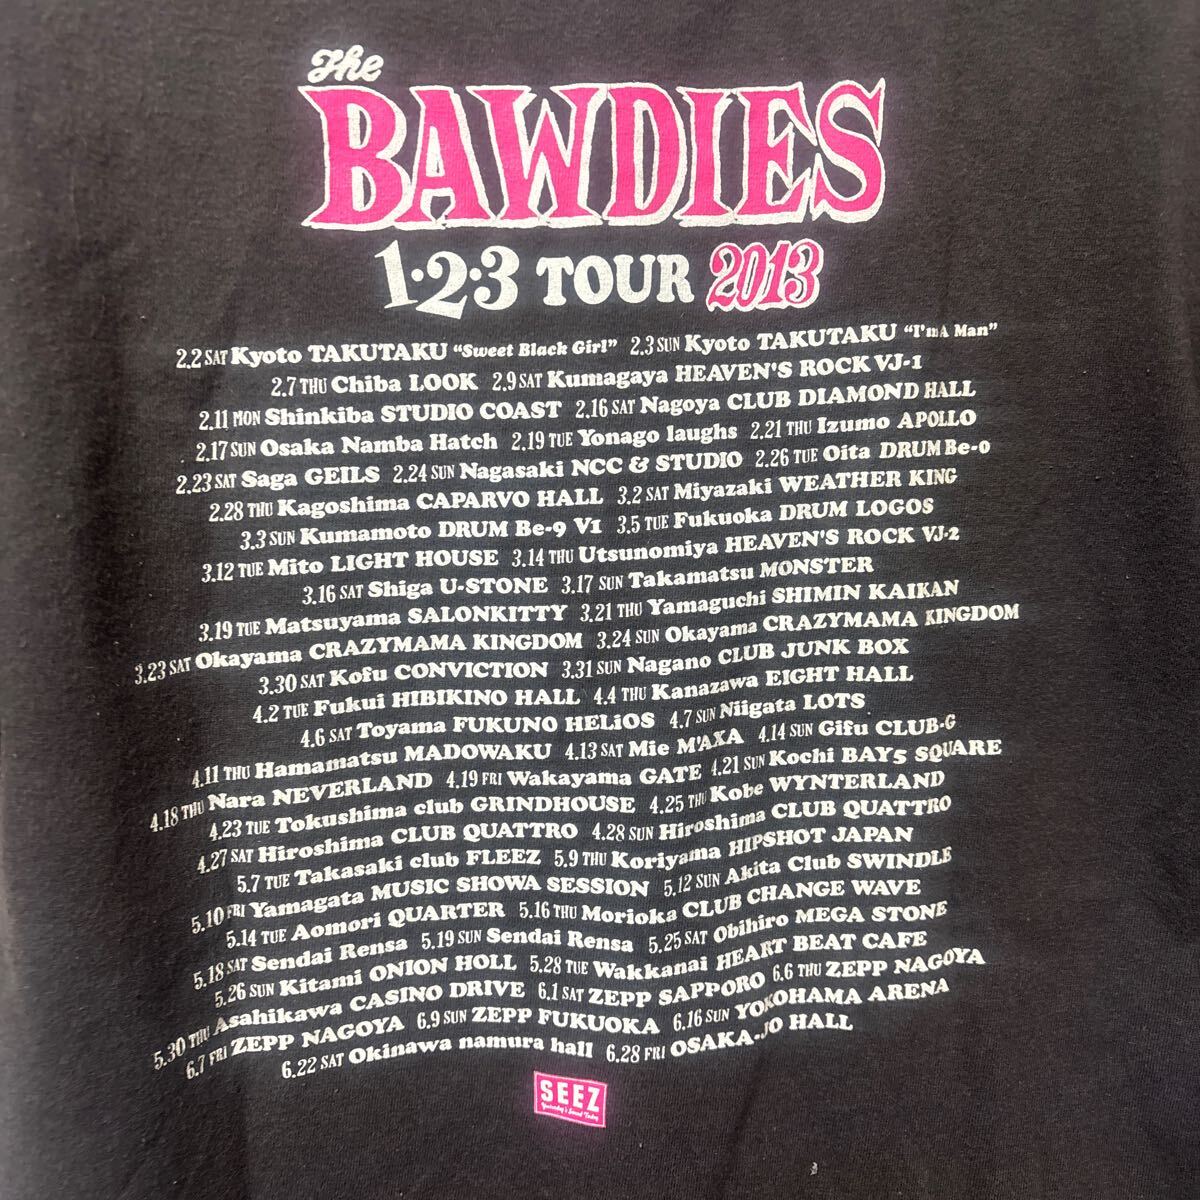 The
BAWDIES
1·2·3 TOUR 2013
2.2 SAT Kyoto TAKUTAKU “Sweet Black Girl” 2.3 SUN Kyoto TAKUTAKU “I'm A Man”
2.7 THU Chiba LOOK 2.9 SAT Kumagaya HEAVEN'S ROCK VJ-1
2.11 MON Shinkiba STUDIO COAST 2.16 SAT Nagoya CLUB DIAMOND HALL
2.17 SUN Osaka Namba Hatch 2.19 TUE Yonago laughs 2.21 THU Izumo APOLLO
2.23 SAT Saga GEILS 2.24 SUN Nagasaki NCC & STUDIO 2.26 TUE Oita DRUM Be-0
2.28 THU Kagoshima CAPARVO HALL 3.2 SAT Miyazaki WEATHER KING
3.3 SUN Kumamoto DRUM Be-9 V1 3.5 TUE Fukuoka DRUM LOGOS
3.12 TUE Mito LIGHT HOUSE 3.14 THU Utsunomiya HEAVEN'S ROCK VJ-2
3.16 SAT Shiga U-STONE 3.17 SUN Takamatsu MONSTER
3.19 TUE Matsuyama SALONKITTY 3.21 THU Yamaguchi SHIMIN KAIKAN
3.23 SAT Okayama CRAZYMAMA KINGDOM 3.24 SUN Okayama CRAZYMAMA KINGDOM
3.30 SAT Kofu CONVICTION 3.31 SUN Nagano CLUB JUNK BOX
4.2 TUE Fukui HIBIKINO HALL 4.4 THU Kanazawa EIGHT HALL
4.6 SAT Toyama FUKUNO HELiOS 4.7 SUN Niigata LOTS
4.11 THU Hamamatsu MADOWAKU 4.13 SAT Mie M'AXA 4.14 SUN Gifu CLUB-G
4.18 THU Nara NEVERLAND 4.19 FRI Wakayama GATE 4.21 SUN Kochi BAY5 SQUARE
4.23 TUE Tokushima club GRINDHOUSE 4.25 THU Kobe WYNTERLAND
4.27 SAT Hiroshima CLUB QUATTRO 4.28 SUN Hiroshima CLUB QUATTRO
5.7 TUE Takasaki club FLEEZ 5.9 THU Koriyama HIPSHOT JAPAN
5.10 FRI Yamagata MUSIC SHOWA SESSION 5.12 SUN Akita Club SWINDLE
5.14 TUE Aomori QUARTER 5.16 THU Morioka CLUB CHANGE WAVE
5.18 SAT Sendai Rensa 5.19 SUN Sendai Rensa 5.25 SAT Obihiro MEGA STONE
5.26 SUN Kitami ONION HOLL 5.28 TUE Wakkanai HEART BEAT CAFE
5.30 THU Asahikawa CASINO DRIVE 6.1 SAT ZEPP SAPPORO 6.6 THU ZEPP NAGOYA
6.7 FRI ZEPP NAGOYA 6.9 SUN ZEPP FUKUOKA 6.16 SUN YOKOHAMA ARENA
6.22 SAT Okinawa namura hall 6.28 FRI OSAKA-JO HALL
SEEZ
Yesterday's Sound Today